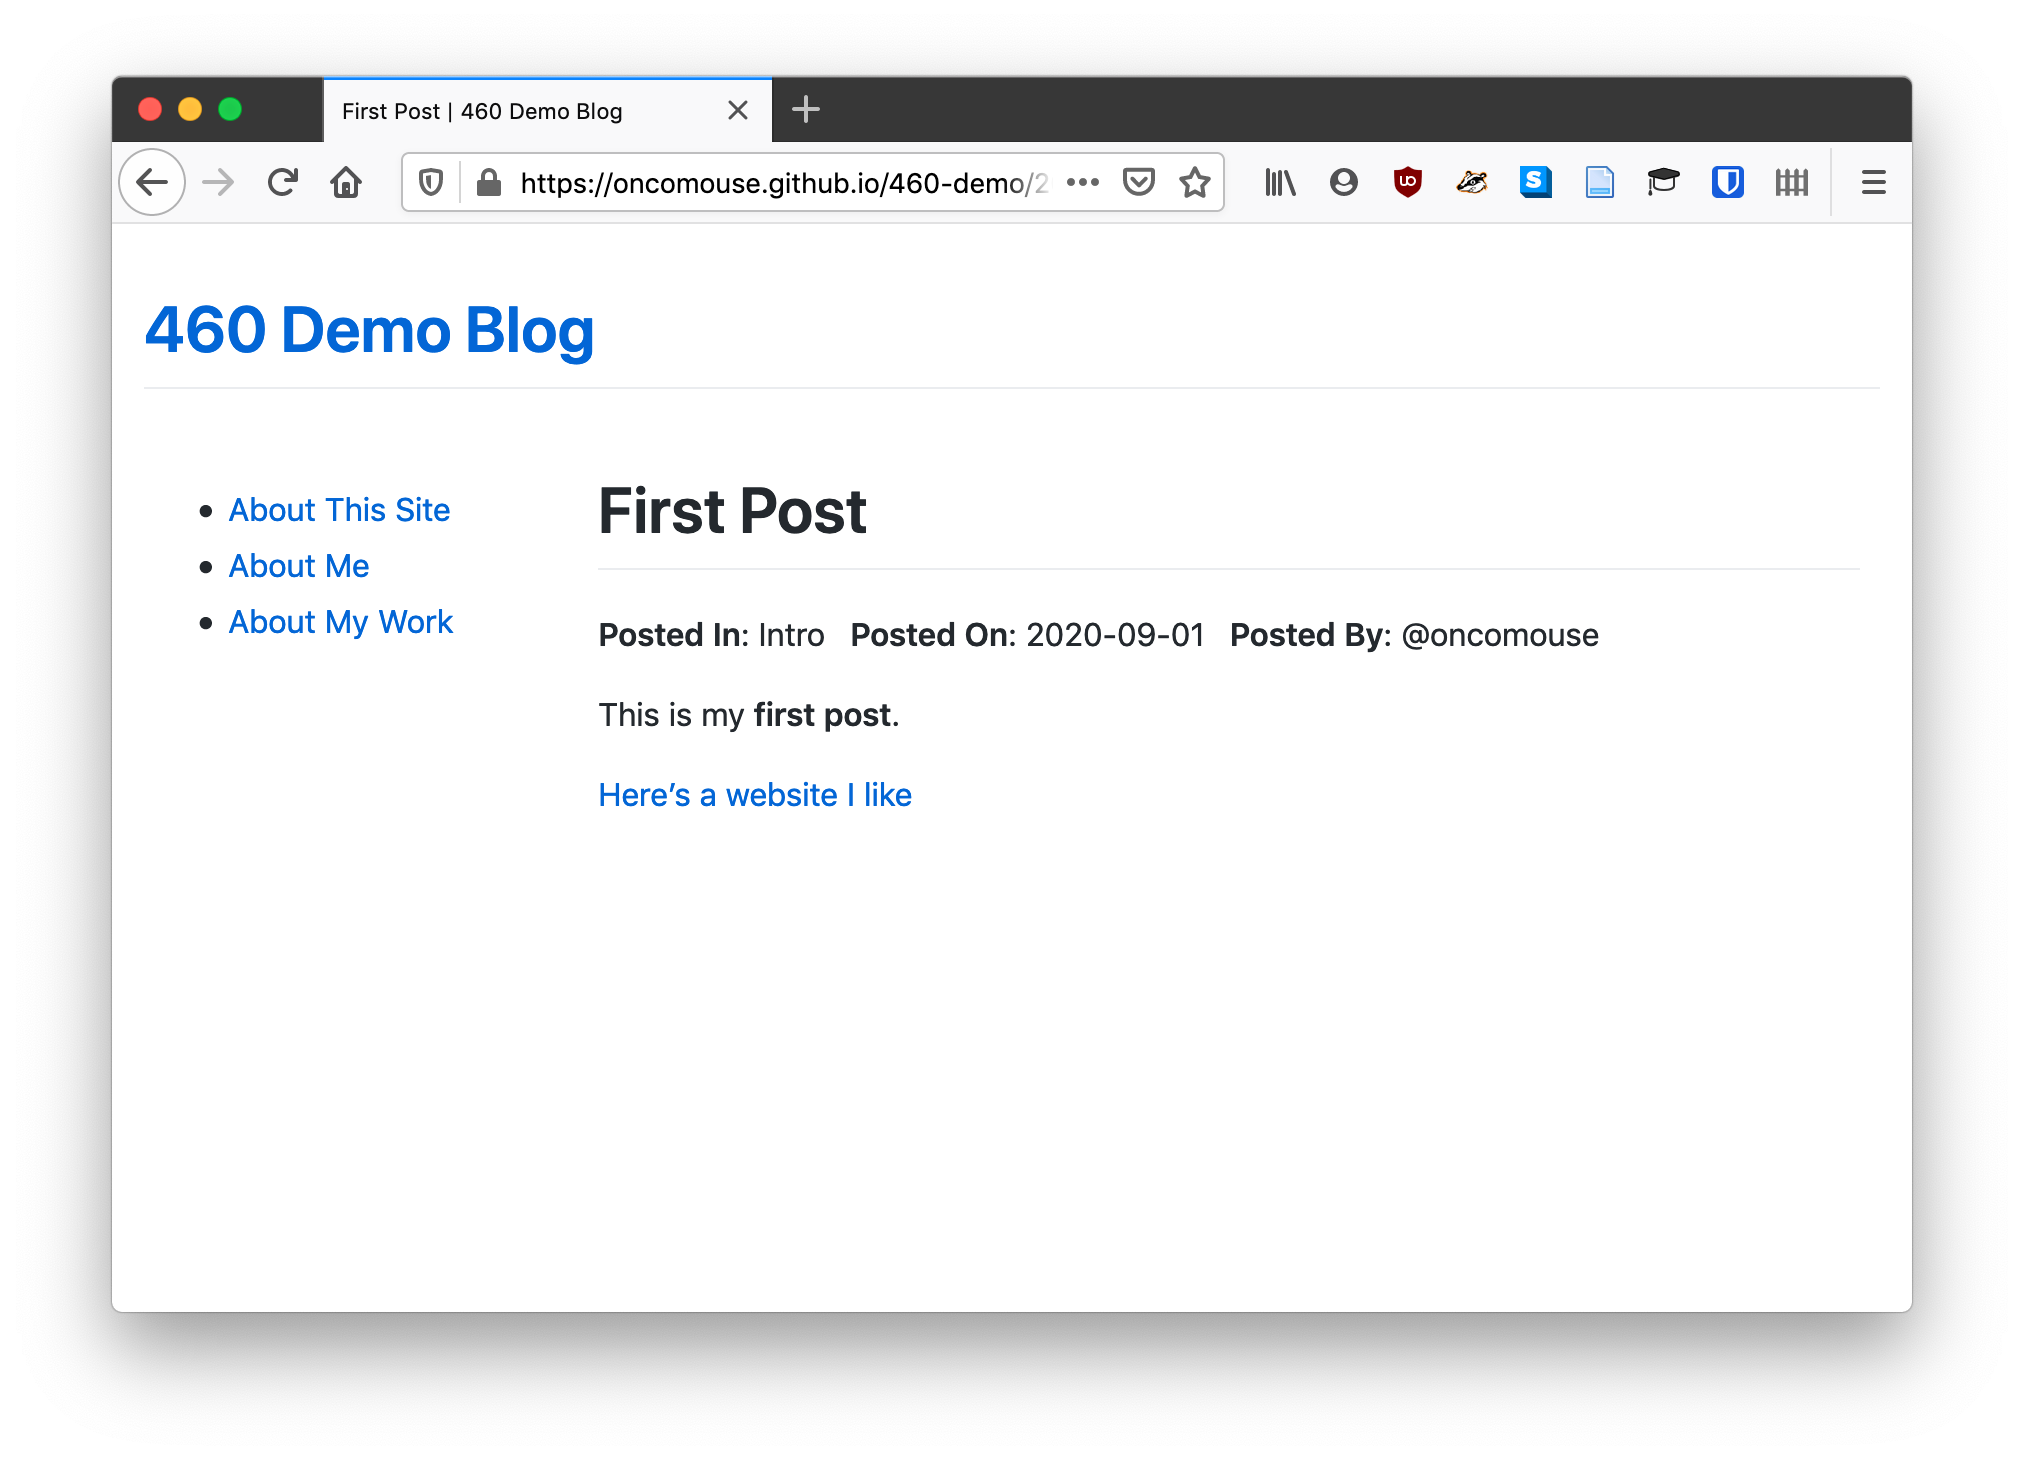 First Post | 460 Demo Blog
https://oncomouse.github.io/460-demo/2
460 Demo Blog
About This Site
About Me
About My Work
First Post
Posted In: Intro Posted On: 2020-09-01 Posted By: @oncomouse
This is my first post.
Here’s a website I like